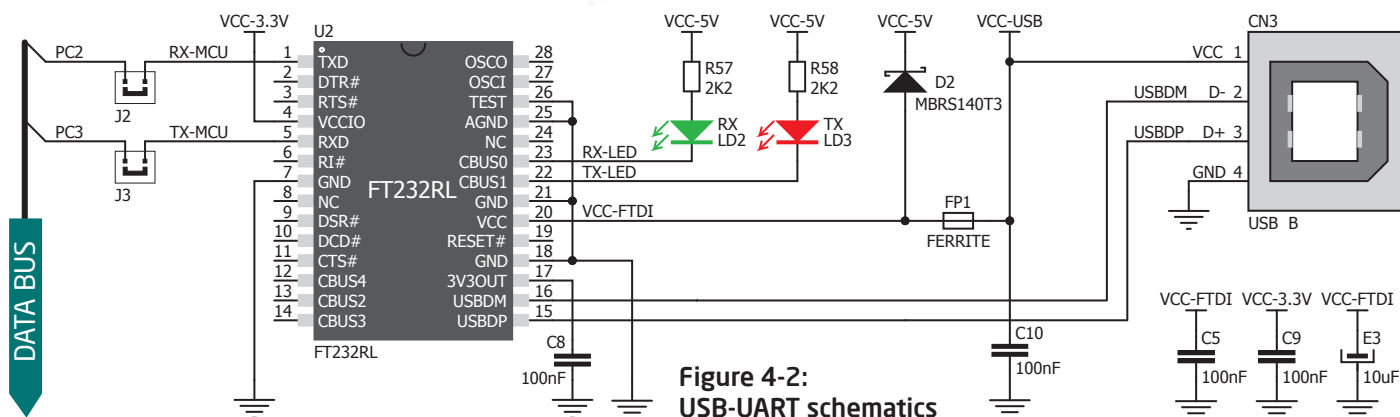 VCC-3.3V
U2
VCC-5V
VCC-5V
VCC-5V
VCC-USB
CN3
PC2
RX-MCU
J2
PC3
TX-MCU
J3
DATA BUS
1 TXD
2 DTR#
3 RTS#
4 VCCIO
5 RXD
6 RI#
7 GND
8 NC
9 DSR#
10 DCD#
11 CTS#
12 CBUS4
13 CBUS2
14 CBUS3
FT232RL
OSCO 28
OSCI 27
TEST 26
AGND 25
NC 24
CBUS0 23
CBUS1 22
GND 21
VCC 20
RESET# 19
GND 18
3V3OUT 17
USBDM 16
USBDP 15
FT232RL
RX-LED
TX-LED
VCC-FTDI
R57
2K2
RX
LD2
R58
2K2
TX
LD3
D2
MBRS140T3
FP1
FERRITE
VCC 1
USBDM D- 2
USBDP D+ 3
GND 4
USB B
C8
100nF
C10
100nF
VCC-FTDI
C5
100nF
VCC-3.3V
C9
100nF
VCC-FTDI
E3
10uF
Figure 4-2:
USB-UART schematics